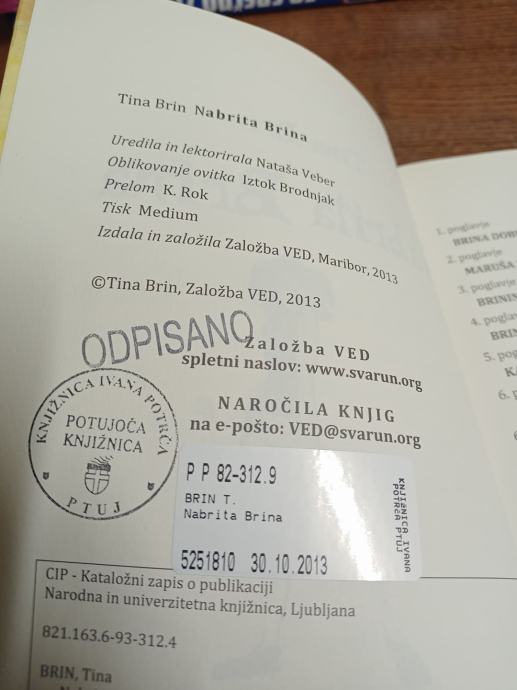 Tina Brin Nabrita Brina
Uredila in lektorirala Nataša Veber
Oblikovanje ovitka Iztok Brodnjak
Prelom K. Rok
Tisk Medium
Izdala in založila Založba VED, Maribor, 2013
©Tina Brin, Založba VED, 2013
ODPISANO
Založba VED
spletni naslov: www.svarun.org
NAROČILA KNJIG
na e-pošto: VED@svarun.org
KNJIŽNICA IVANA POTRČA
POTUJOČA
KNJIŽNICA
PTUJ
P P 82-312.9
BRIN T.
Nabrita Brina
5251810 30.10.2013
KNJIŽNICA IVANA
POTRČA PTUJ
CIP - Kataložni zapis o publikaciji
Narodna in univerzitetna knjižnica, Ljubljana
821.163.6-93-312.4
BRIN, Tina
1. poglavje
BRINA
2. poglavje
MARUŠA
3. poglavje
4.
5.
6.